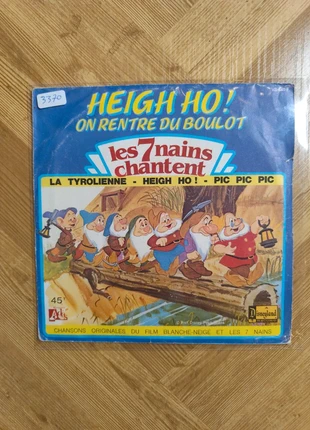 3370
HEIGH HO!
ON RENTRE DU BOULOT
les 7 nains
chantent
LA TYROLIENNE - HEIGH HO! - PIC PIC PIC
45
Disneyland
CHANSONS ORIGINALES DU FILM BLANCHE-NEIGE ET LES 7 NAINS